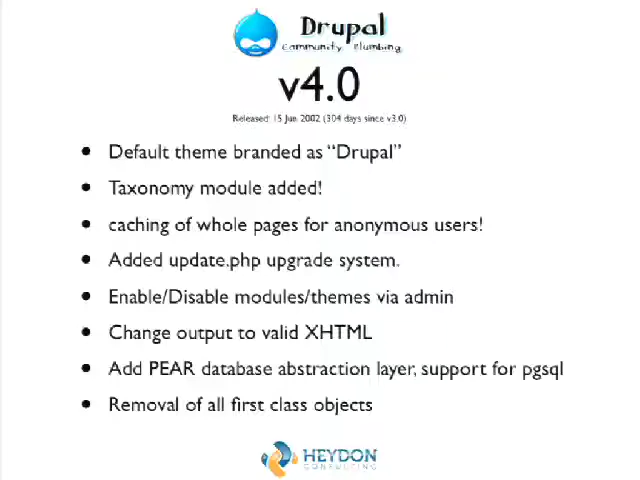 Drupal
Community Plumbing
v4.0
Released: 15 Jun 2002 (304 days since v3.0)
• Default theme branded as “Drupal”
• Taxonomy module added!
• caching of whole pages for anonymous users!
• Added update.php upgrade system.
• Enable/Disable modules/themes via admin
• Change output to valid XHTML
• Add PEAR database abstraction layer, support for pgsql
• Removal of all first class objects
HEYDON
CONSULTING